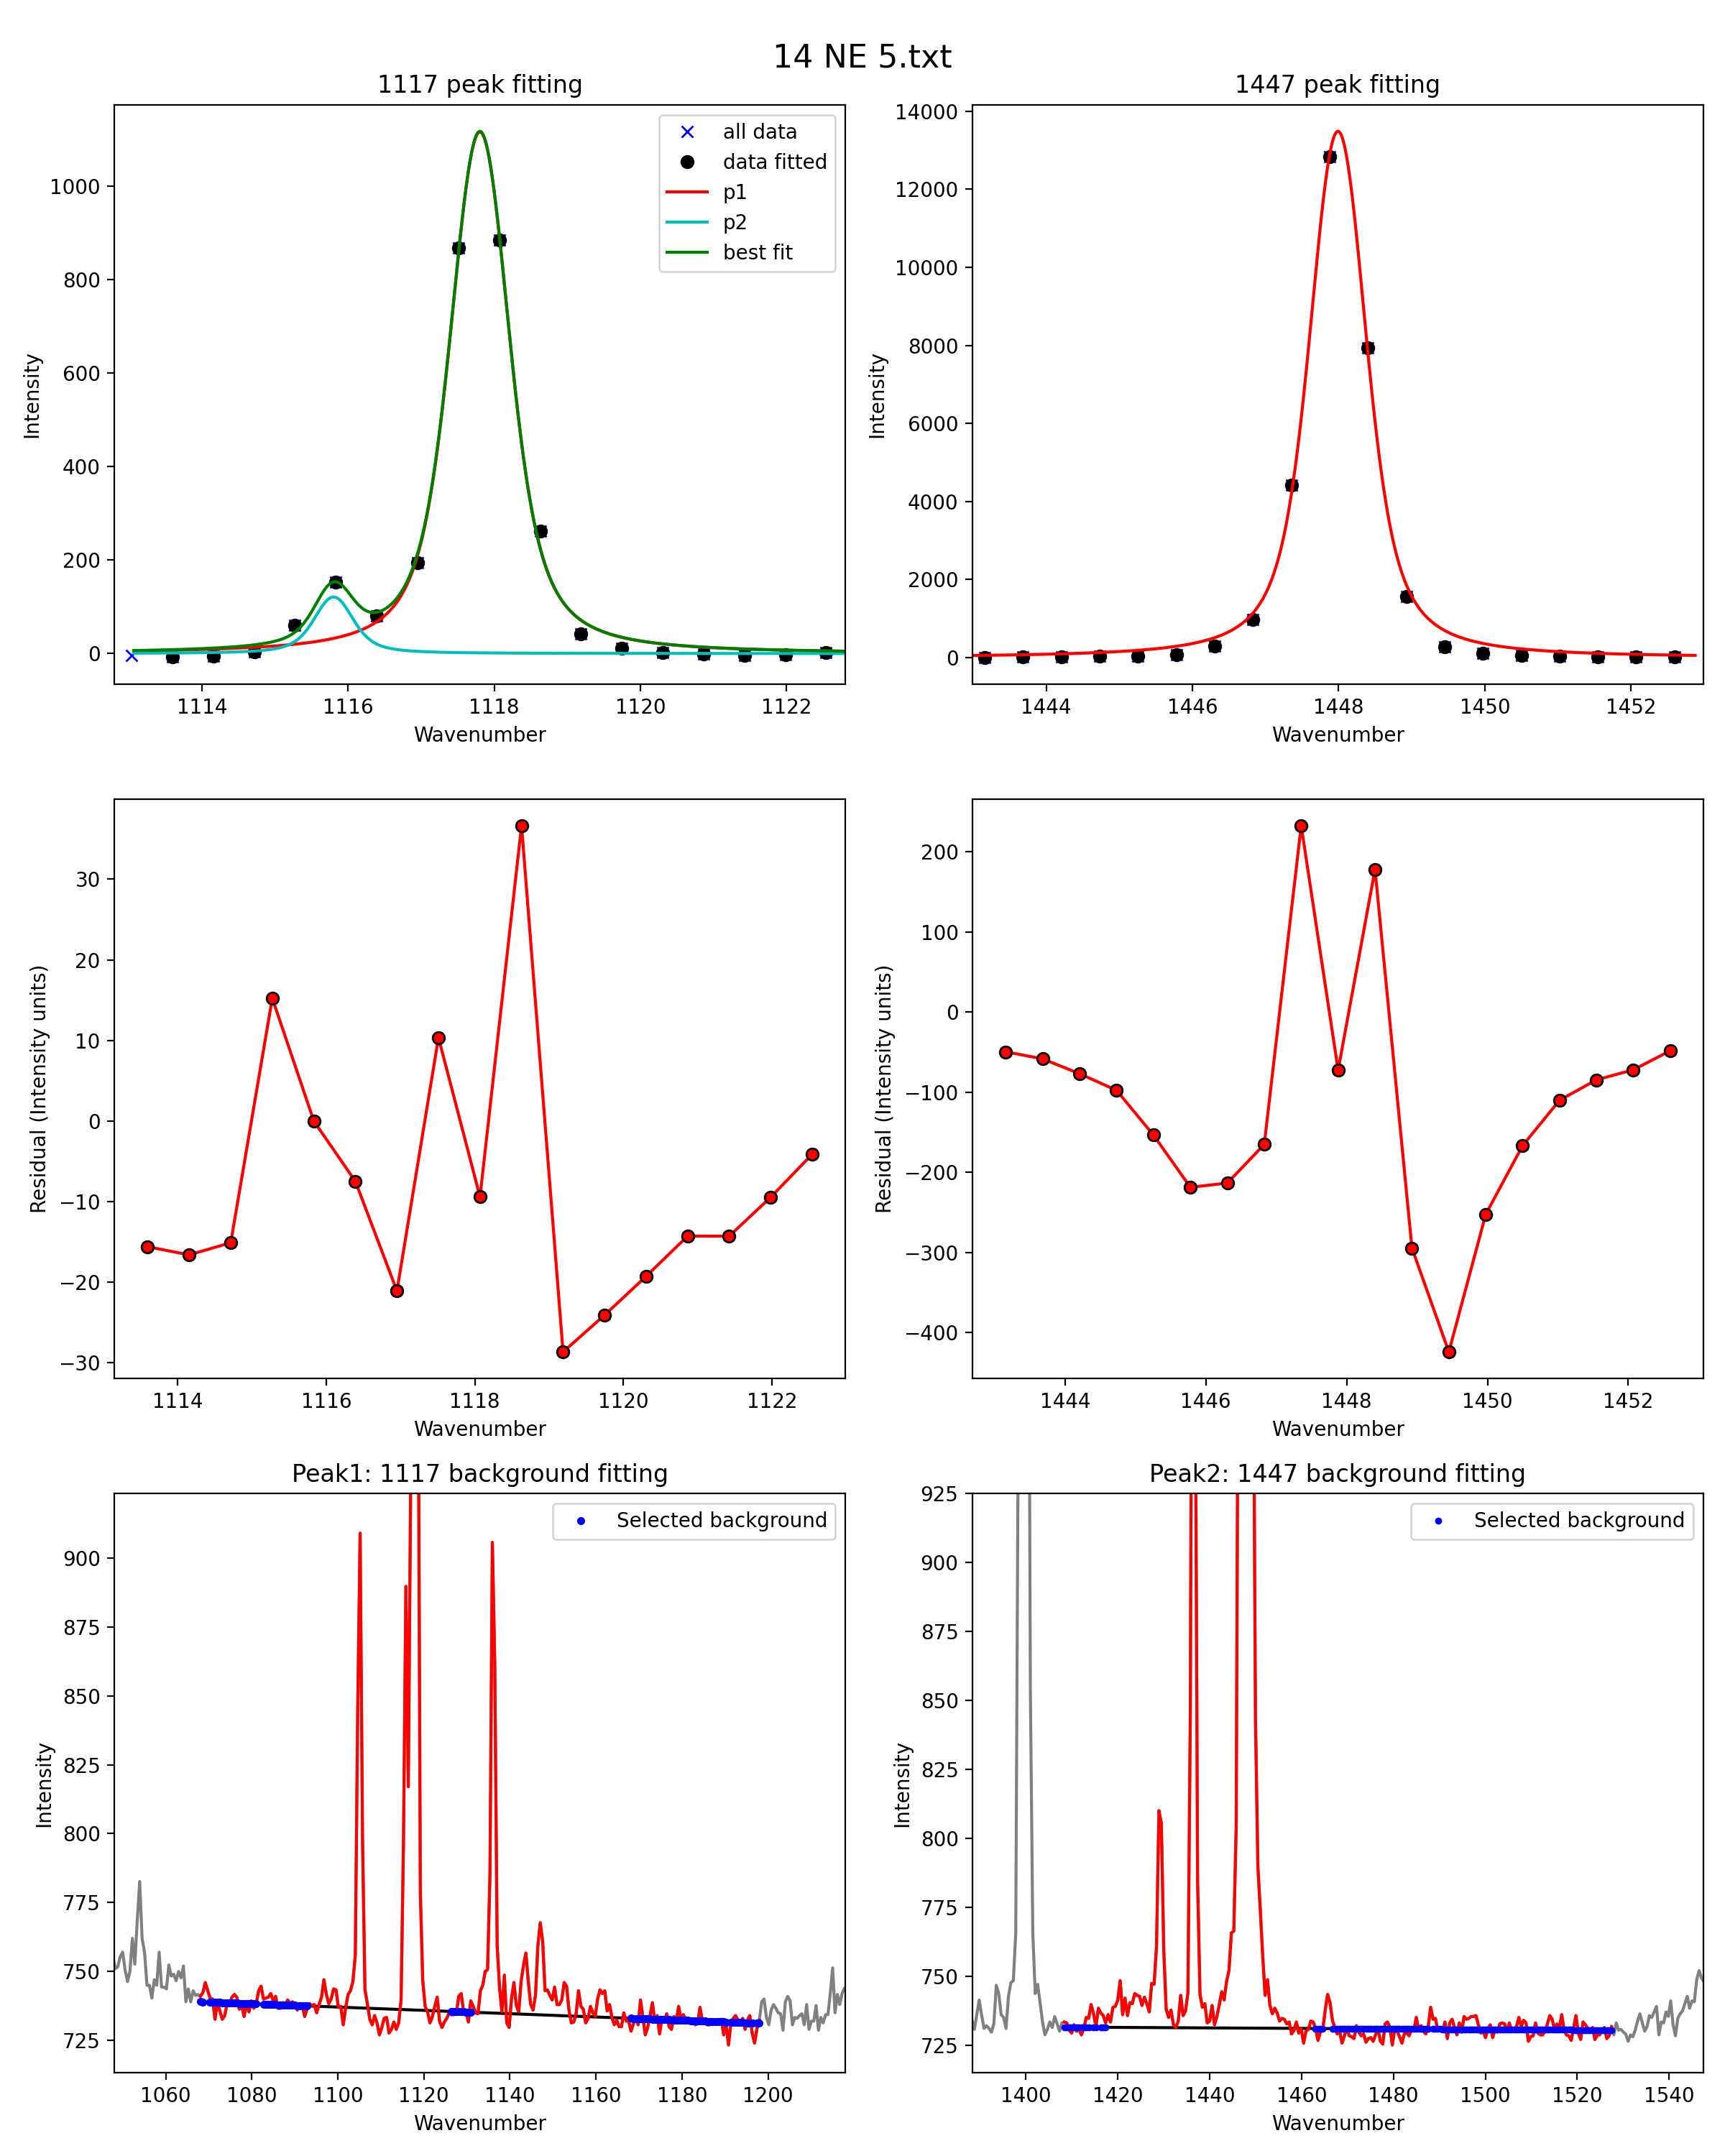 14 NE 5.txt
1117 peak fitting
all data
data fitted
p1
p2
best fit
1000
800
600
400
200
0
Intensity
1114 1116 1118 1120 1122
Wavenumber
1447 peak fitting
14000
12000
10000
8000
6000
4000
2000
0
Intensity
1444 1446 1448 1450 1452
Wavenumber
30
20
10
0
−10
−20
−30
Residual (Intensity units)
1114 1116 1118 1120 1122
Wavenumber
200
100
0
−100
−200
−300
−400
Residual (Intensity units)
1444 1446 1448 1450 1452
Wavenumber
Peak1: 1117 background fitting
Selected background
900
875
850
825
800
775
750
725
Intensity
1060 1080 1100 1120 1140 1160 1180 1200
Wavenumber
Peak2: 1447 background fitting
Selected background
925
900
875
850
825
800
775
750
725
Intensity
1400 1420 1440 1460 1480 1500 1520 1540
Wavenumber